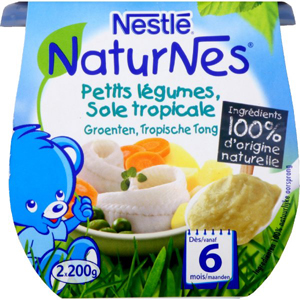 Nestlé
NaturNes®
Petits légumes,
Sole tropicale
Groenten, Tropische Tong
Ingrédients
100%
d'origine
naturelle
Dès/vanaf
6
mois/maanden
2x200g